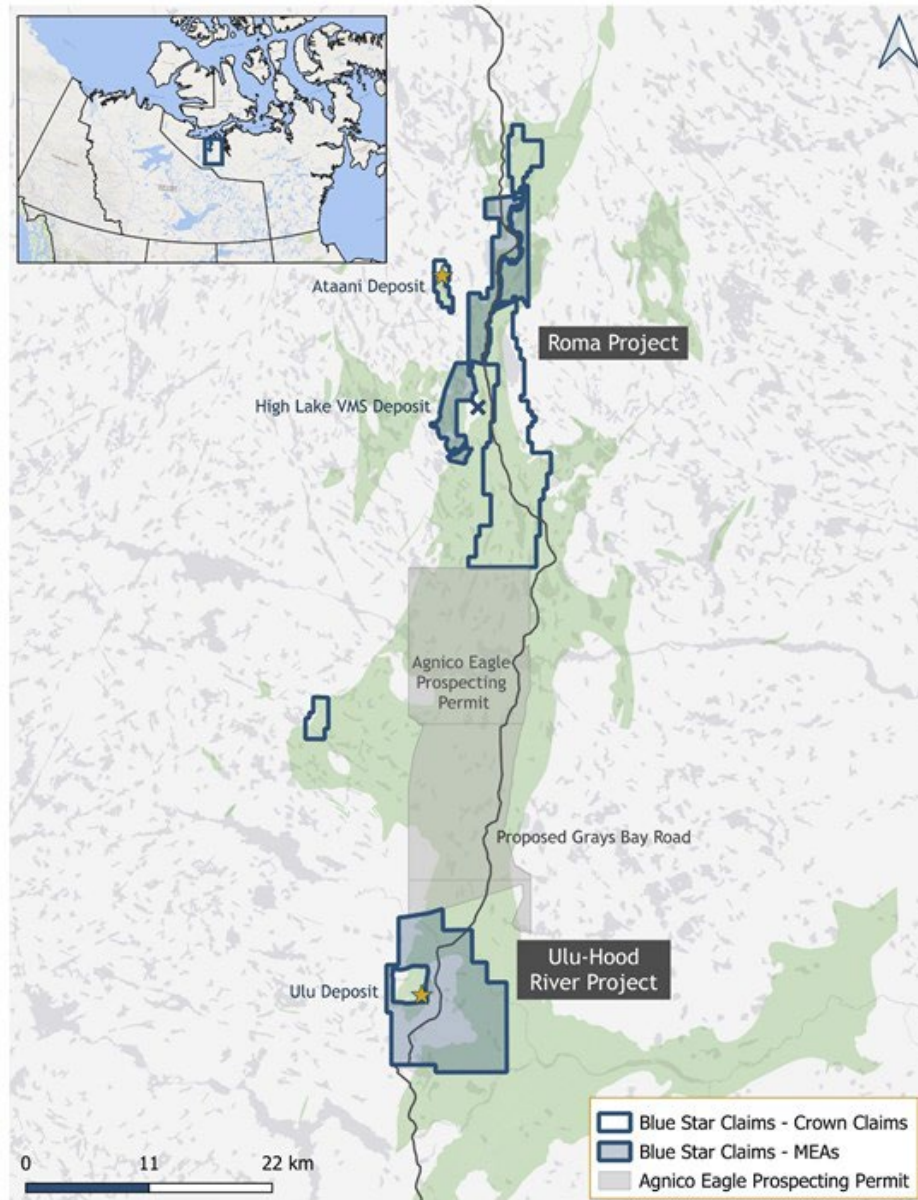 Ataani Deposit
Roma Project
High Lake VMS Deposit
Agnico Eagle
Prospecting
Permit
Proposed Grays Bay Road
Ulu-Hood
River Project
Ulu Deposit
Blue Star Claims - Crown Claims
Blue Star Claims - MEAs
Agnico Eagle Prospecting Permit
0 11 22 km